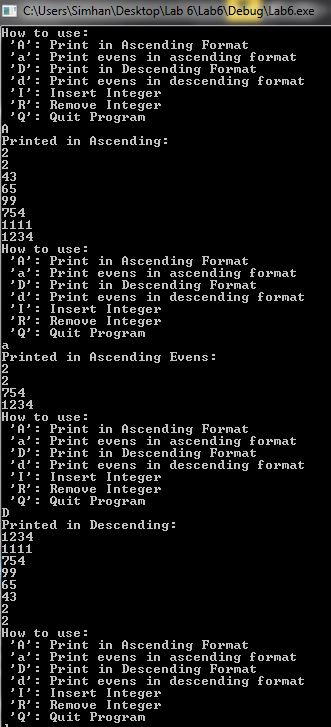 C:\Users\Simhan\Desktop\Lab 6\Lab6\Debug\Lab6.exe
How to use:
'A': Print in Ascending Format
'a': Print evens in ascending format
'D': Print in Descending Format
'd': Print evens in descending format
'I': Insert Integer
'R': Remove Integer
'Q': Quit Program
A
Printed in Ascending:
2
2
43
65
99
754
1111
1234
How to use:
'A': Print in Ascending Format
'a': Print evens in ascending format
'D': Print in Descending Format
'd': Print evens in descending format
'I': Insert Integer
'R': Remove Integer
'Q': Quit Program
a
Printed in Ascending Evens:
2
2
754
1234
How to use:
'A': Print in Ascending Format
'a': Print evens in ascending format
'D': Print in Descending Format
'd': Print evens in descending format
'I': Insert Integer
'R': Remove Integer
'Q': Quit Program
D
Printed in Descending:
1234
1111
754
99
65
43
2
2
How to use:
'A': Print in Ascending Format
'a': Print evens in ascending format
'D': Print in Descending Format
'd': Print evens in descending format
'I': Insert Integer
'R': Remove Integer
'Q': Quit Program